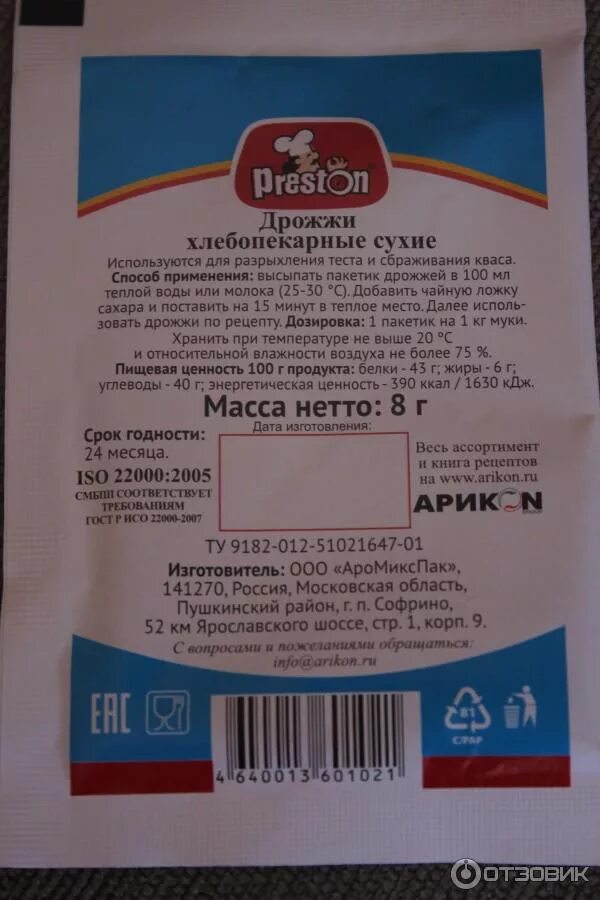 Preston
Дрожжи
хлебопекарные сухие
Используются для разрыхления теста и сбраживания кваса.
Способ применения: высыпать пакетик дрожжей в 100 мл
теплой воды или молока (25-30 °С). Добавить чайную ложку
сахара и поставить на 15 минут в теплое место. Далее исполь-
зовать дрожжи по рецепту. Дозировка: 1 пакетик на 1 кг муки.
Хранить при температуре не выше 20 °С
и относительной влажности воздуха не более 75 %.
Пищевая ценность 100 г продукта: белки - 43 г; жиры - 6 г;
углеводы - 40 г; энергетическая ценность - 390 ккал / 1630 кДж.
Масса нетто: 8 г
Дата изготовления:
Срок годности:
24 месяца.
ISO 22000:2005
СМБПП СООТВЕТСТВУЕТ
ТРЕБОВАНИЯМ
ГОСТ Р ИСО 22000-2007
Весь ассортимент
и книга рецептов
на www.arikon.ru
АРИКОN
ТУ 9182-012-51021647-01
Изготовитель: ООО «АроМиксПак»,
141270, Россия, Московская область,
Пушкинский район, г. п. Софрино,
52 км Ярославского шоссе, стр. 1, корп. 9.
С вопросами и пожеланиями обращаться:
info@arikon.ru
EAC
81
C/PAP
4 640013 601021
ОТЗОВИК